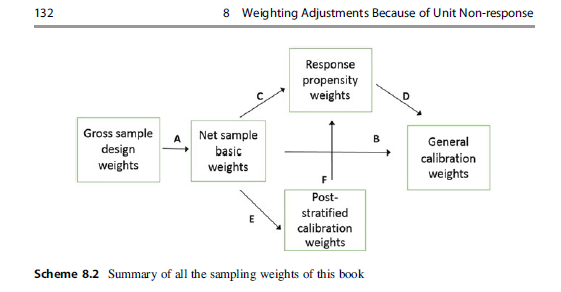 132
8 Weighting Adjustments Because of Unit Non-response
Response
propensity
weights
C
D
Gross sample
design
weights
A
Net sample
basic
weights
B
General
calibration
weights
F
E
Post-
stratified
calibration
weights
Scheme 8.2 Summary of all the sampling weights of this book